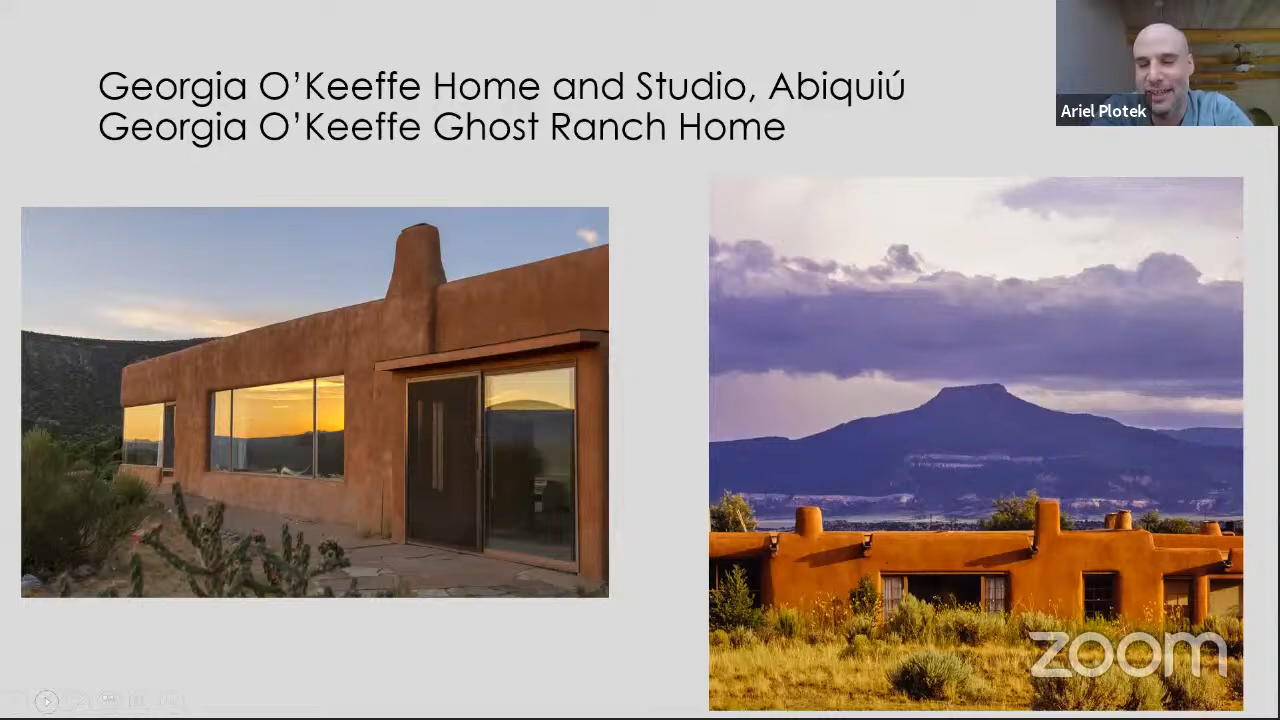 Georgia O’Keeffe Home and Studio, Abiquiú
Georgia O’Keeffe Ghost Ranch Home
Ariel Plotek
zoom